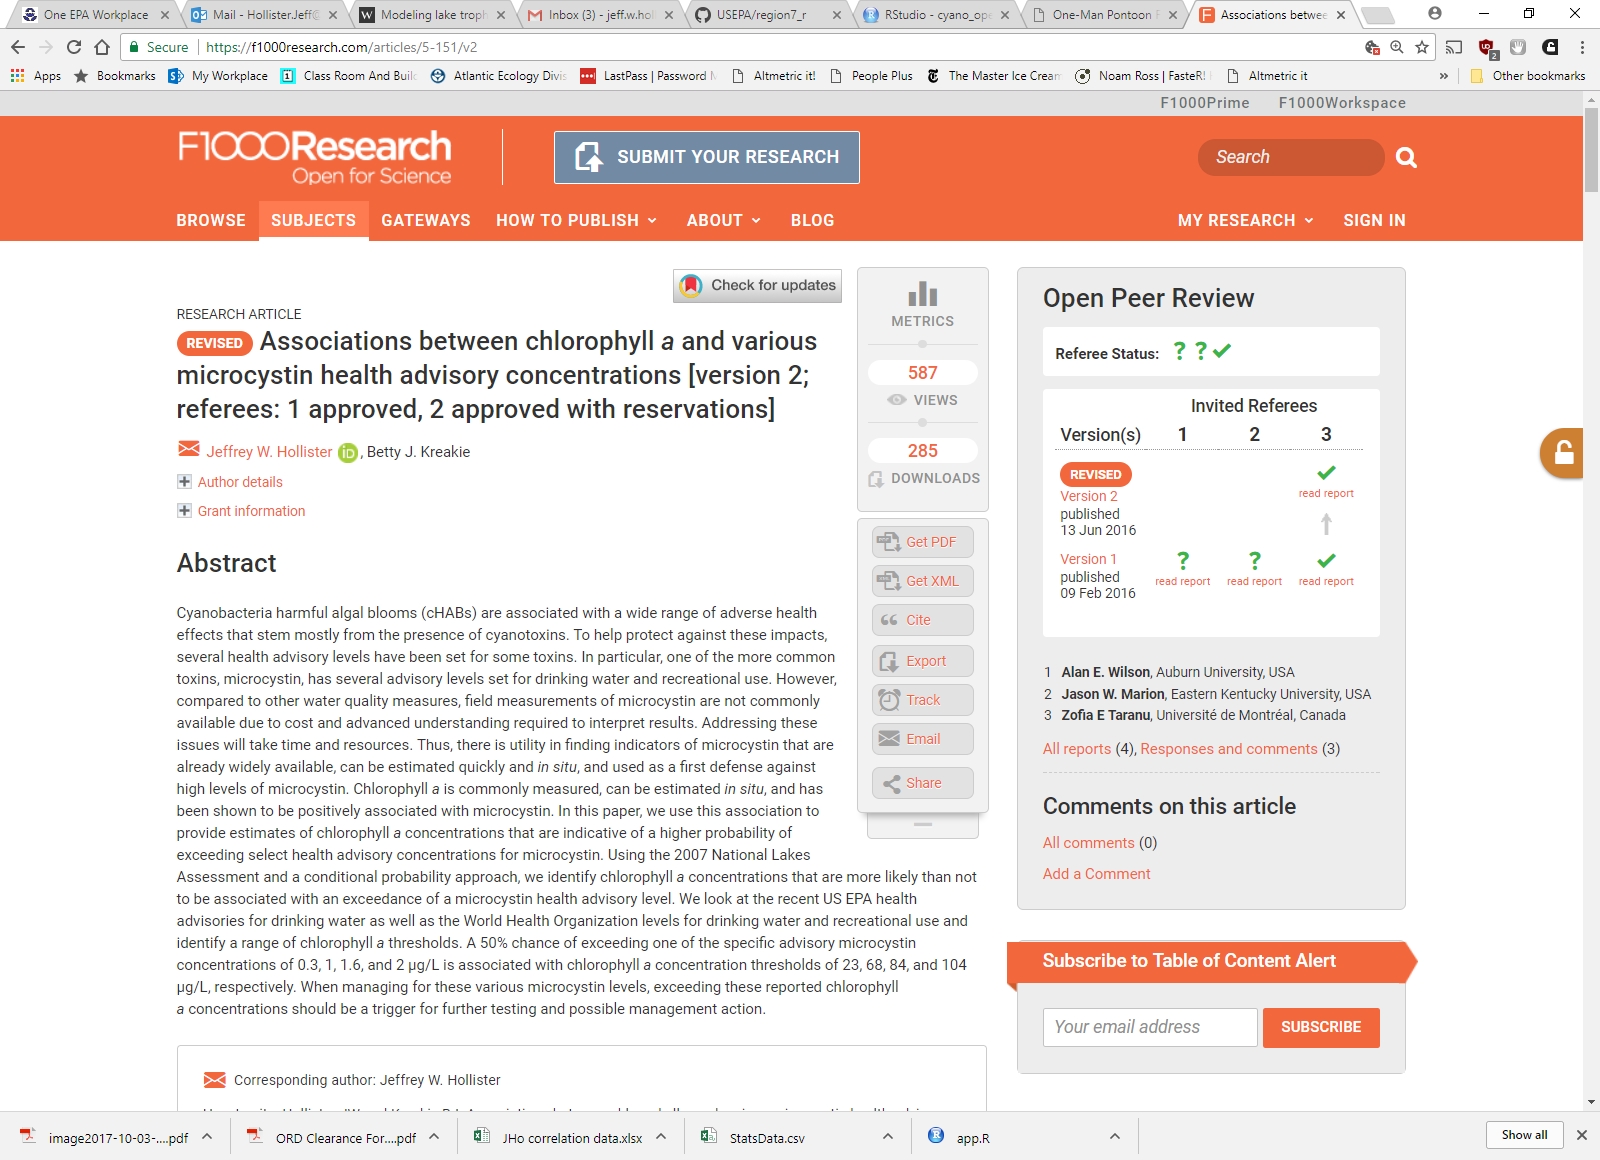 One EPA Workplace
Mail - HollisterJeff@
Modeling lake troph
Inbox (3) - jeff.w.hol
USEPA/region7_r
RStudio - cyano_op
One-Man Pontoon
Associations betwee
Secure https://f1000research.com/articles/5-151/v2
Apps Bookmarks My Workplace Class Room And Buil Atlantic Ecology Divis LastPass | Password Altmetric it! People Plus The Master Ice Cream Noam Ross | FasteR! Altmetric it » Other bookmarks
F1000Prime F1000Workspace
F1000Research
Open for Science
SUBMIT YOUR RESEARCH
Search
BROWSE SUBJECTS GATEWAYS HOW TO PUBLISH ABOUT BLOG MY RESEARCH SIGN IN
Check for updates
RESEARCH ARTICLE
REVISED Associations between chlorophyll a and various
microcystin health advisory concentrations [version 2;
referees: 1 approved, 2 approved with reservations]
Jeffrey W. Hollister iD, Betty J. Kreakie
Author details
Grant information
Abstract
Cyanobacteria harmful algal blooms (cHABs) are associated with a wide range of adverse health
effects that stem mostly from the presence of cyanotoxins. To help protect against these impacts,
several health advisory levels have been set for some toxins. In particular, one of the more common
toxins, microcystin, has several advisory levels set for drinking water and recreational use. However,
compared to other water quality measures, field measurements of microcystin are not commonly
available due to cost and advanced understanding required to interpret results. Addressing these
issues will take time and resources. Thus, there is utility in finding indicators of microcystin that are
already widely available, can be estimated quickly and in situ, and used as a first defense against
high levels of microcystin. Chlorophyll a is commonly measured, can be estimated in situ, and has
been shown to be positively associated with microcystin. In this paper, we use this association to
provide estimates of chlorophyll a concentrations that are indicative of a higher probability of
exceeding select health advisory concentrations for microcystin. Using the 2007 National Lakes
Assessment and a conditional probability approach, we identify chlorophyll a concentrations that are more likely than not
to be associated with an exceedance of a microcystin health advisory level. We look at the recent US EPA health
advisories for drinking water as well as the World Health Organization levels for drinking water and recreational use and
identify a range of chlorophyll a thresholds. A 50% chance of exceeding one of the specific advisory microcystin
concentrations of 0.3, 1, 1.6, and 2 μg/L is associated with chlorophyll a concentration thresholds of 23, 68, 84, and 104
μg/L, respectively. When managing for these various microcystin levels, exceeding these reported chlorophyll
a concentrations should be a trigger for further testing and possible management action.
Corresponding author: Jeffrey W. Hollister
METRICS
587
VIEWS
285
DOWNLOADS
Get PDF
Get XML
Cite
Export
Track
Email
Share
Open Peer Review
Referee Status: ? ? ✓
Invited Referees
Version(s) 1 2 3
REVISED
Version 2
published
13 Jun 2016
read report
Version 1
published
09 Feb 2016
? ? ✓
read report read report read report
1 Alan E. Wilson, Auburn University, USA
2 Jason W. Marion, Eastern Kentucky University, USA
3 Zofia E Taranu, Université de Montréal, Canada
All reports (4), Responses and comments (3)
Comments on this article
All comments (0)
Add a Comment
Subscribe to Table of Content Alert
Your email address SUBSCRIBE
image2017-10-03-....pdf
ORD Clearance For....pdf
JHo correlation data.xlsx
StatsData.csv
app.R
Show all